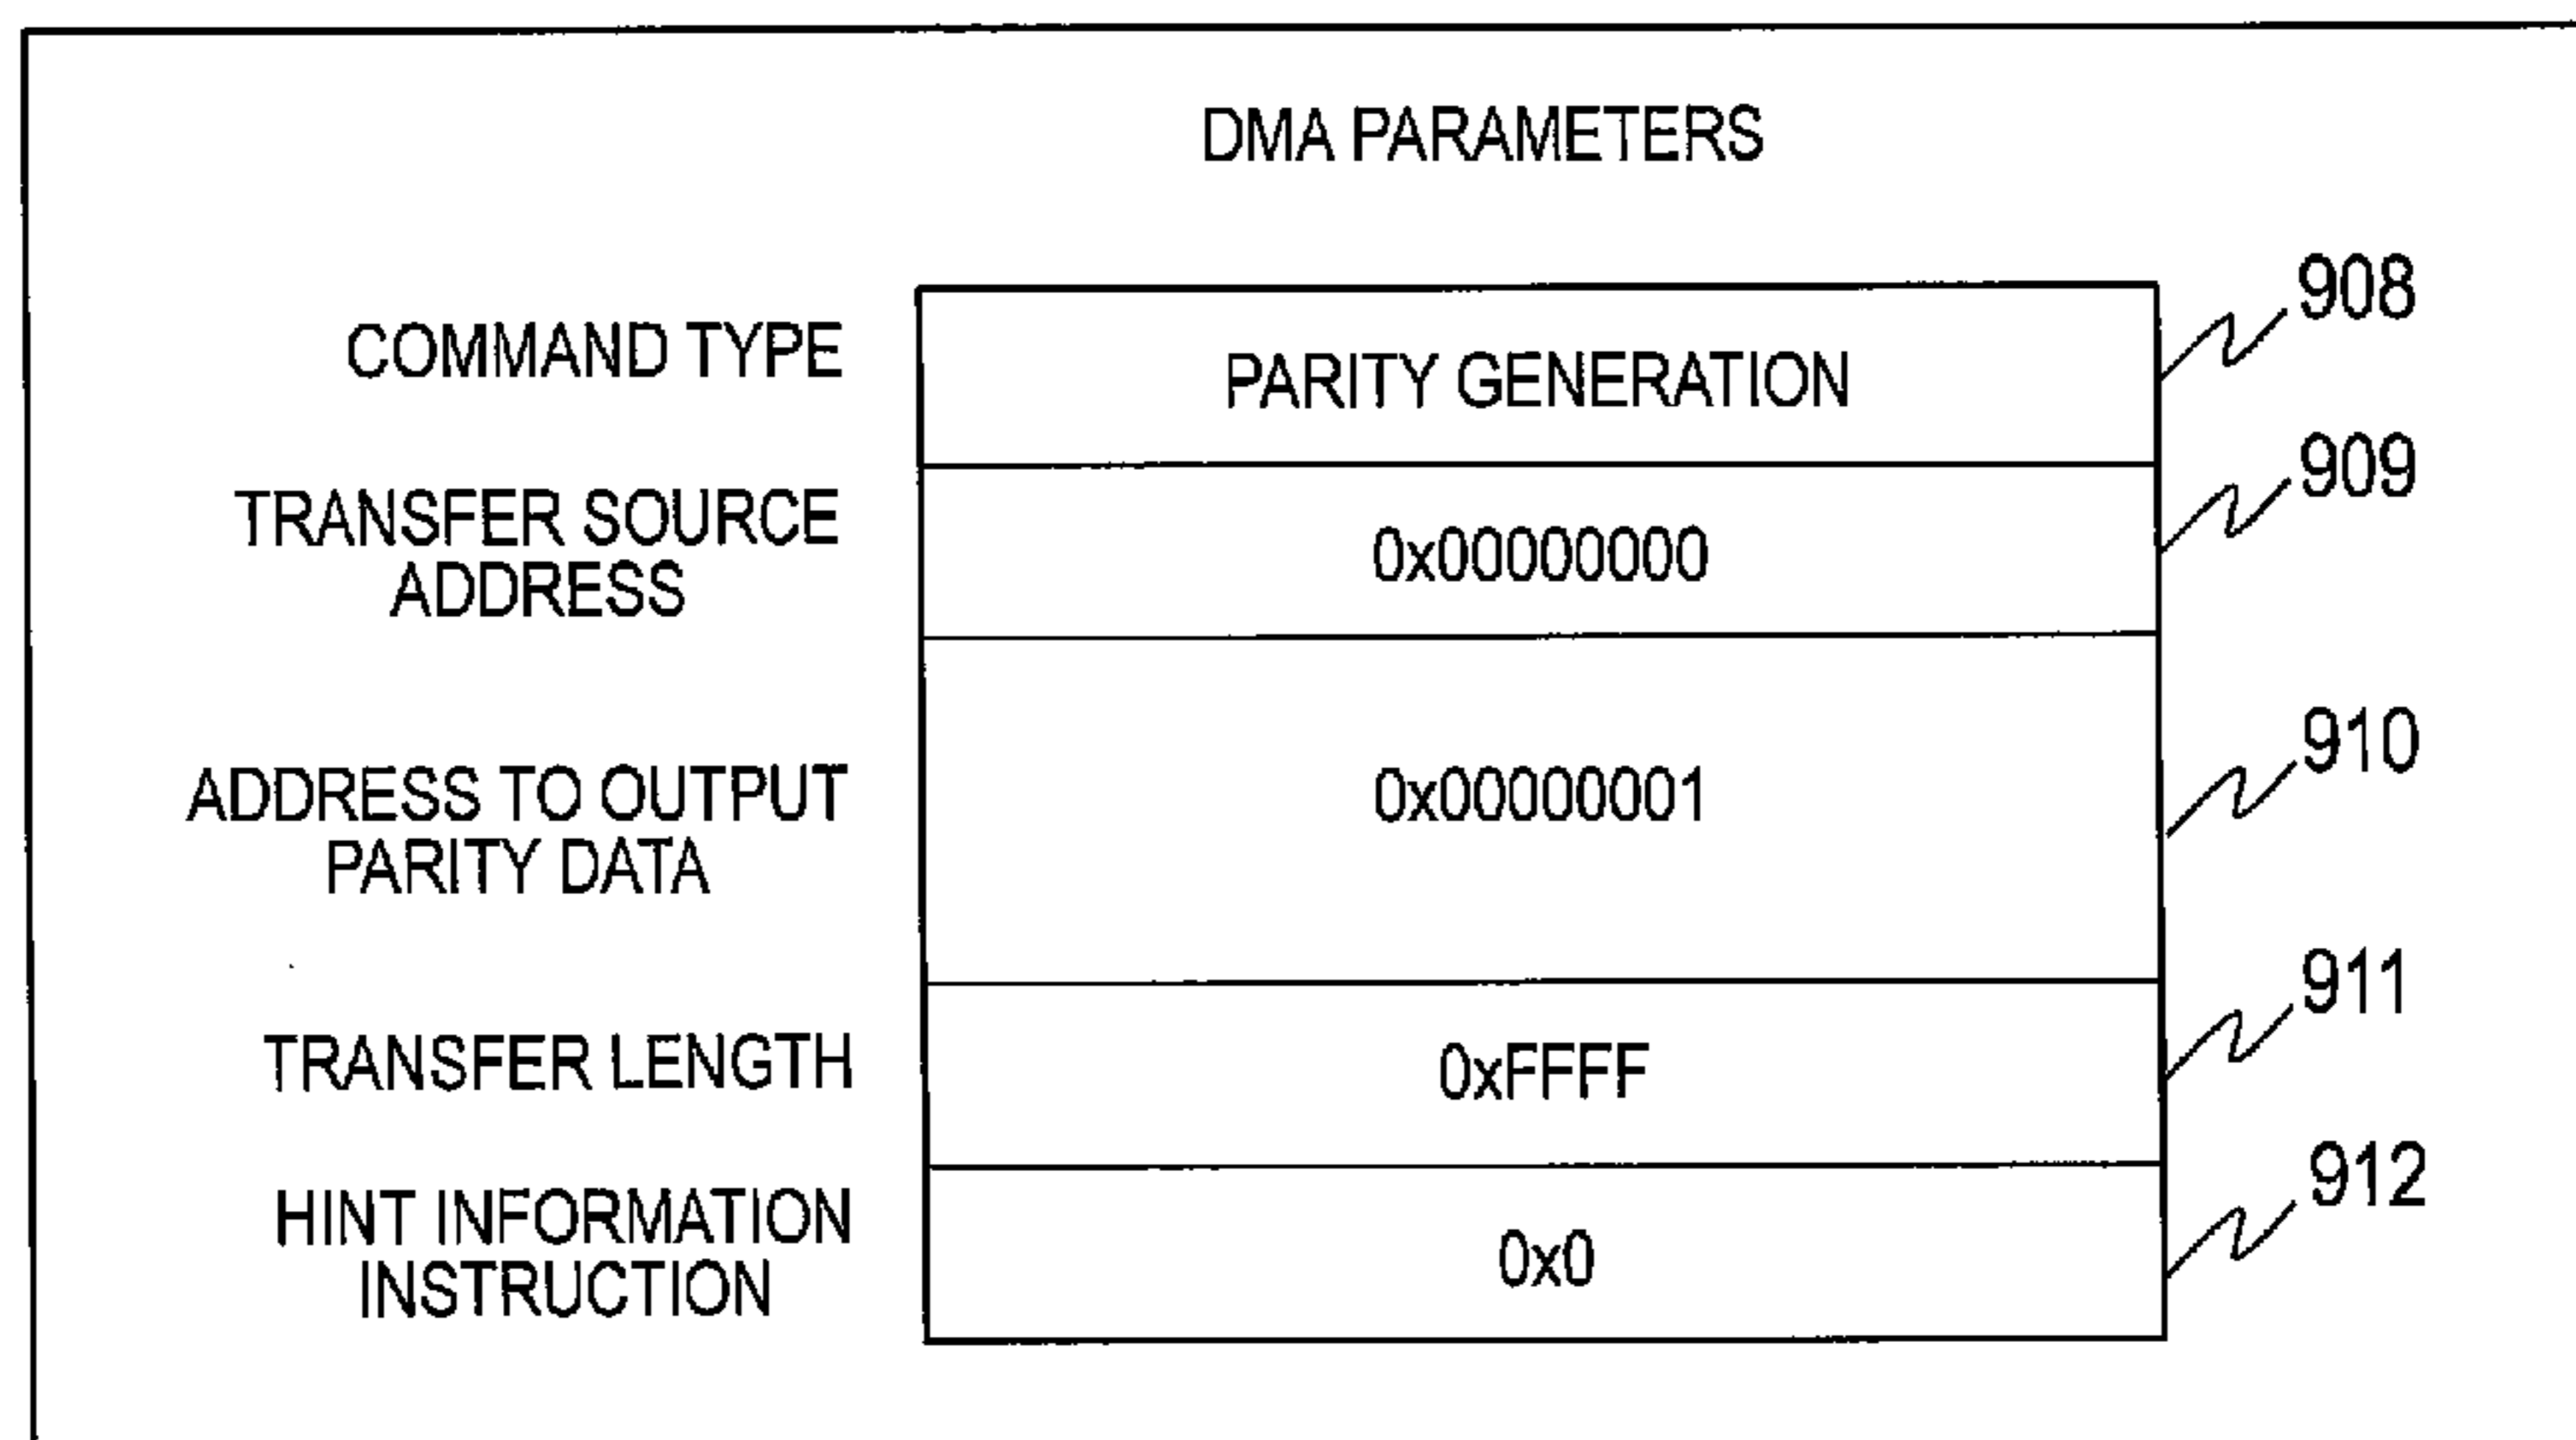 DMA PARAMETERS
COMMAND TYPE
PARITY GENERATION
908
TRANSFER SOURCE
ADDRESS
0x00000000
909
ADDRESS TO OUTPUT
PARITY DATA
0x00000001
910
TRANSFER LENGTH
0xFFFF
911
HINT INFORMATION
INSTRUCTION
0x0
912